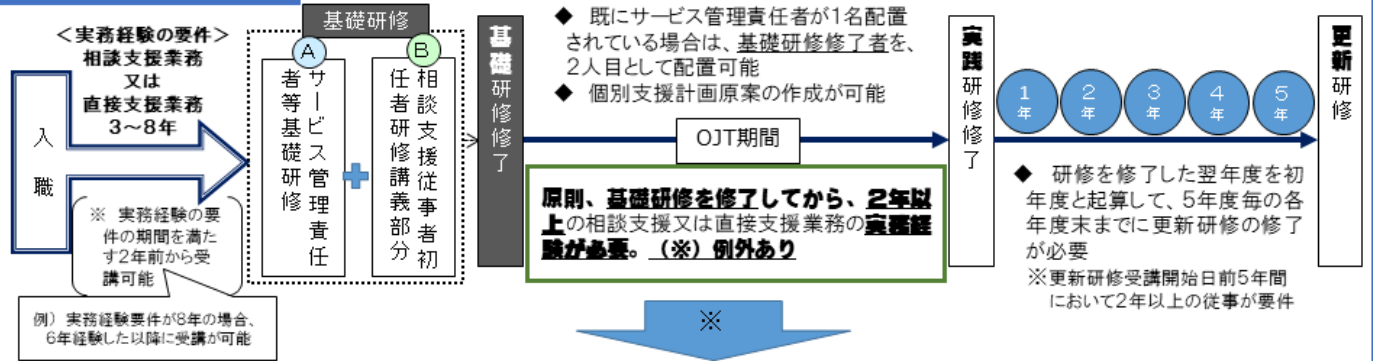 <実務経験の要件>
相談支援業務
又は
直接支援業務
3～8年
入職
※ 実務経験の要
件の期間を満た
す2年前から受
講可能
例）実務経験要件が8年の場合、
6年経験した以降に受講が可能
基礎研修
A
サービス管理責任
者等基礎研修
B
相談支援従事者初
任者研修講義部分
基礎研修修了
◆ 既にサービス管理責任者が1名配置
されている場合は、基礎研修修了者を、
2人目として配置可能
◆ 個別支援計画原案の作成が可能
OJT期間
原則、基礎研修を修了してから、2年以
上の相談支援又は直接支援業務の実務経
験が必要。（※）例外あり
※
実践研修修了
1年
2年
3年
4年
5年
◆ 研修を修了した翌年度を初
年度と起算して、5年度毎の各
年度末までに更新研修の修了
が必要
※更新研修受講開始日前5年間
において2年以上の従事が要件
更新研修